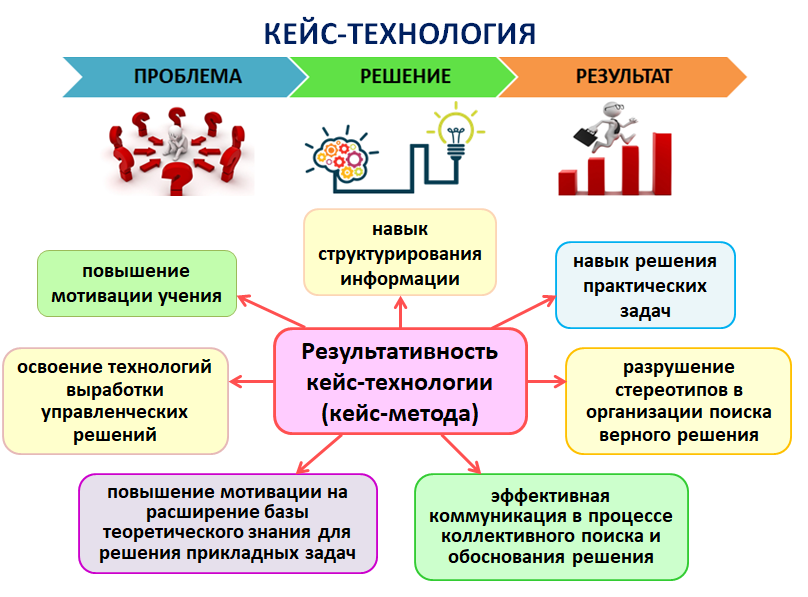 КЕЙС-ТЕХНОЛОГИЯ
ПРОБЛЕМА
РЕШЕНИЕ
РЕЗУЛЬТАТ
навык
структурирования
информации
повышение
мотивации учения
навык решения
практических
задач
Результативность
кейс-технологии
(кейс-метода)
освоение технологий
выработки
управленческих
решений
разрушение
стереотипов в
организации поиска
верного решения
повышение мотивации на
расширение базы
теоретического знания для
решения прикладных задач
эффективная
коммуникация в процессе
коллективного поиска и
обоснования решения